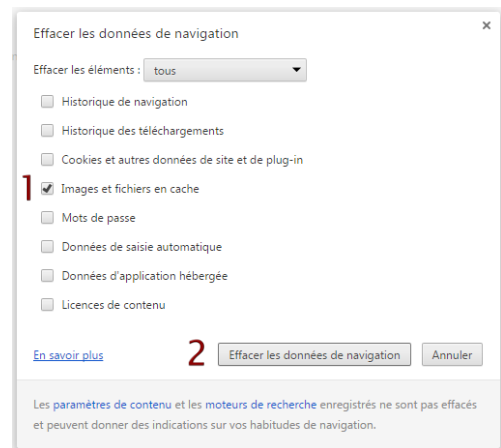 Effacer les données de navigation
×
Effacer les éléments : tous
Historique de navigation
Historique des téléchargements
Cookies et autres données de site et de plug-in
1 Images et fichiers en cache
Mots de passe
Données de saisie automatique
Données d'application hébergée
Licences de contenu
En savoir plus 2 Effacer les données de navigation Annuler
Les paramètres de contenu et les moteurs de recherche enregistrés ne sont pas effacés
et peuvent donner des indications sur vos habitudes de navigation.